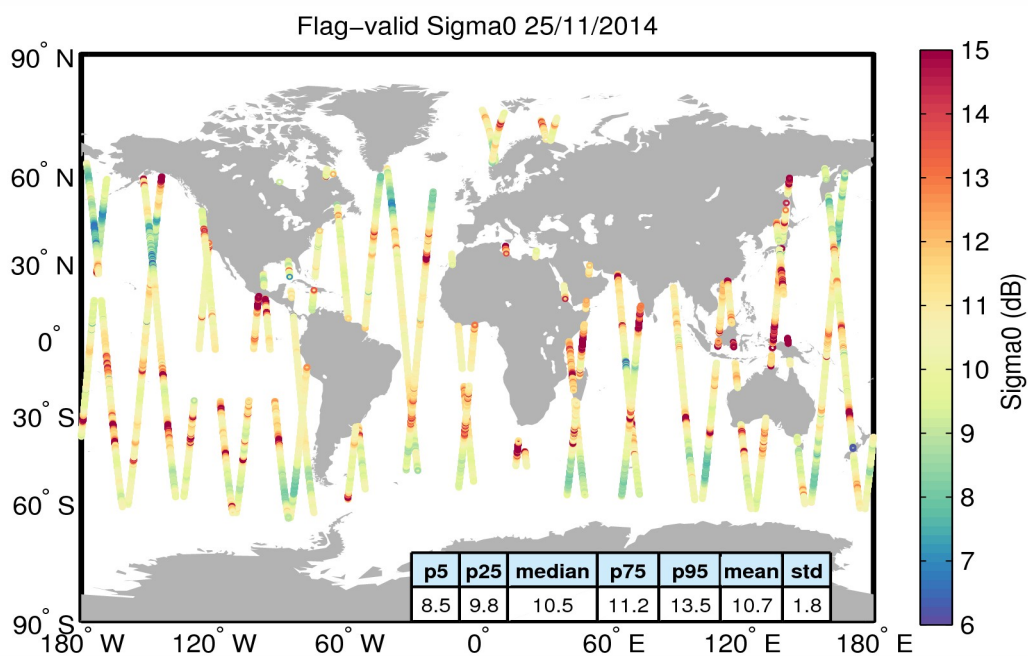 Flag−valid Sigma0 25/11/2014
90° N
60° N
30° N
0°
30° S
60° S
90° S
180° W
120° W
60° W
0°
60° E
120° E
180° E
15
14
13
12
11
10
9
8
7
6
Sigma0 (dB)
p5 p25 median p75 p95 mean std
8.5 9.8 10.5 11.2 13.5 10.7 1.8